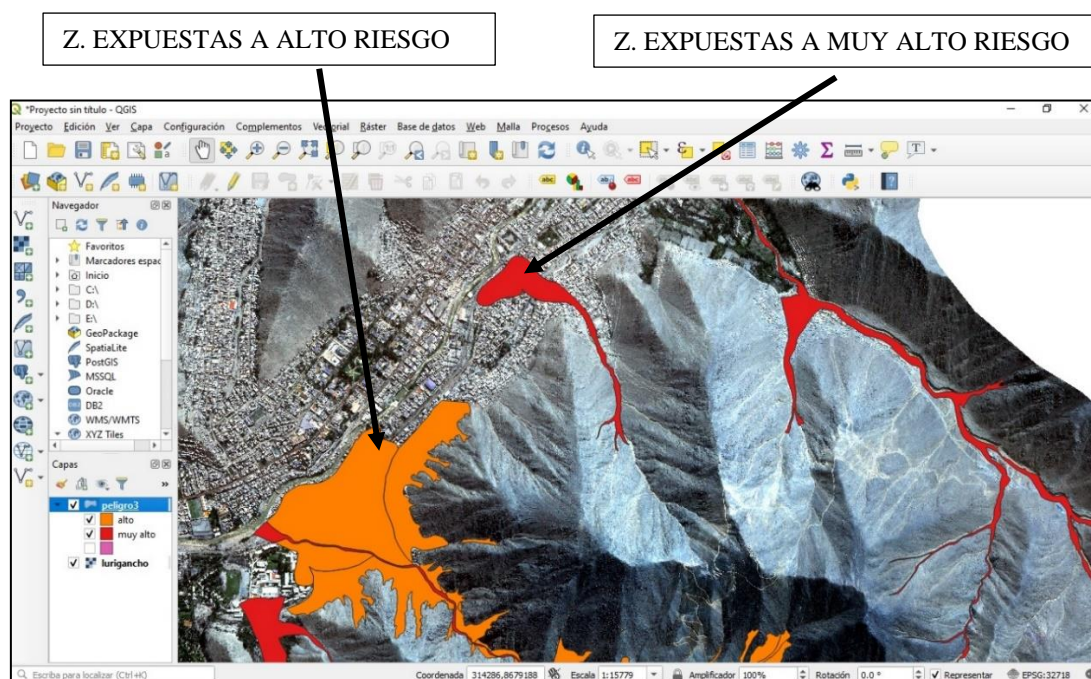 Z. EXPUESTAS A ALTO RIESGO
Z. EXPUESTAS A MUY ALTO RIESGO
*Proyecto sin título - QGIS
Proyecto Edición Ver Capa Configuración Complementos Vectorial Ráster Base de datos Web Malla Procesos Ayuda
Navegador
Favoritos
Marcadores espac
Inicio
C:\
D:\
E:\
GeoPackage
SpatiaLite
PostGIS
MSSQL
Oracle
DB2
WMS/WMTS
XYZ Tiles
Capas
peligro3
alto
muy alto
lurigancho
Escriba para localizar (Ctrl+K) Coordenada 314286,8679188 Escala 1:15779 Amplificador 100% Rotación 0.0 ° Representar EPSG:32718